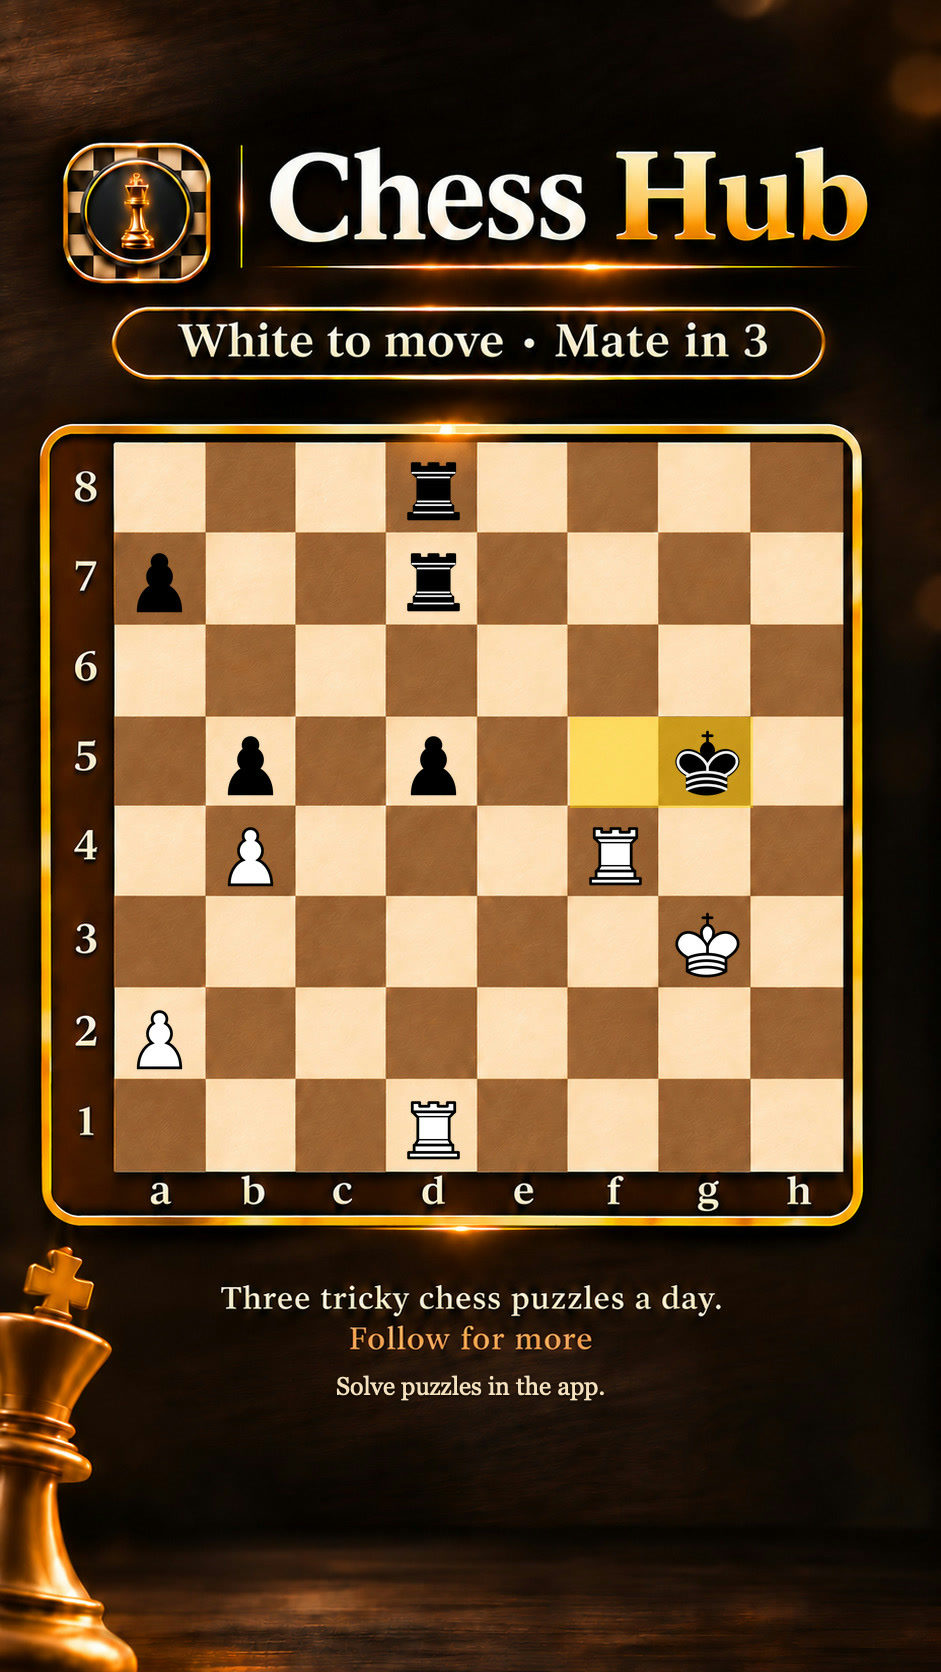 Chess Hub
White to move • Mate in 3
8
7
6
5
4
3
2
1
a b c d e f g h
Three tricky chess puzzles a day.
Follow for more
Solve puzzles in the app.